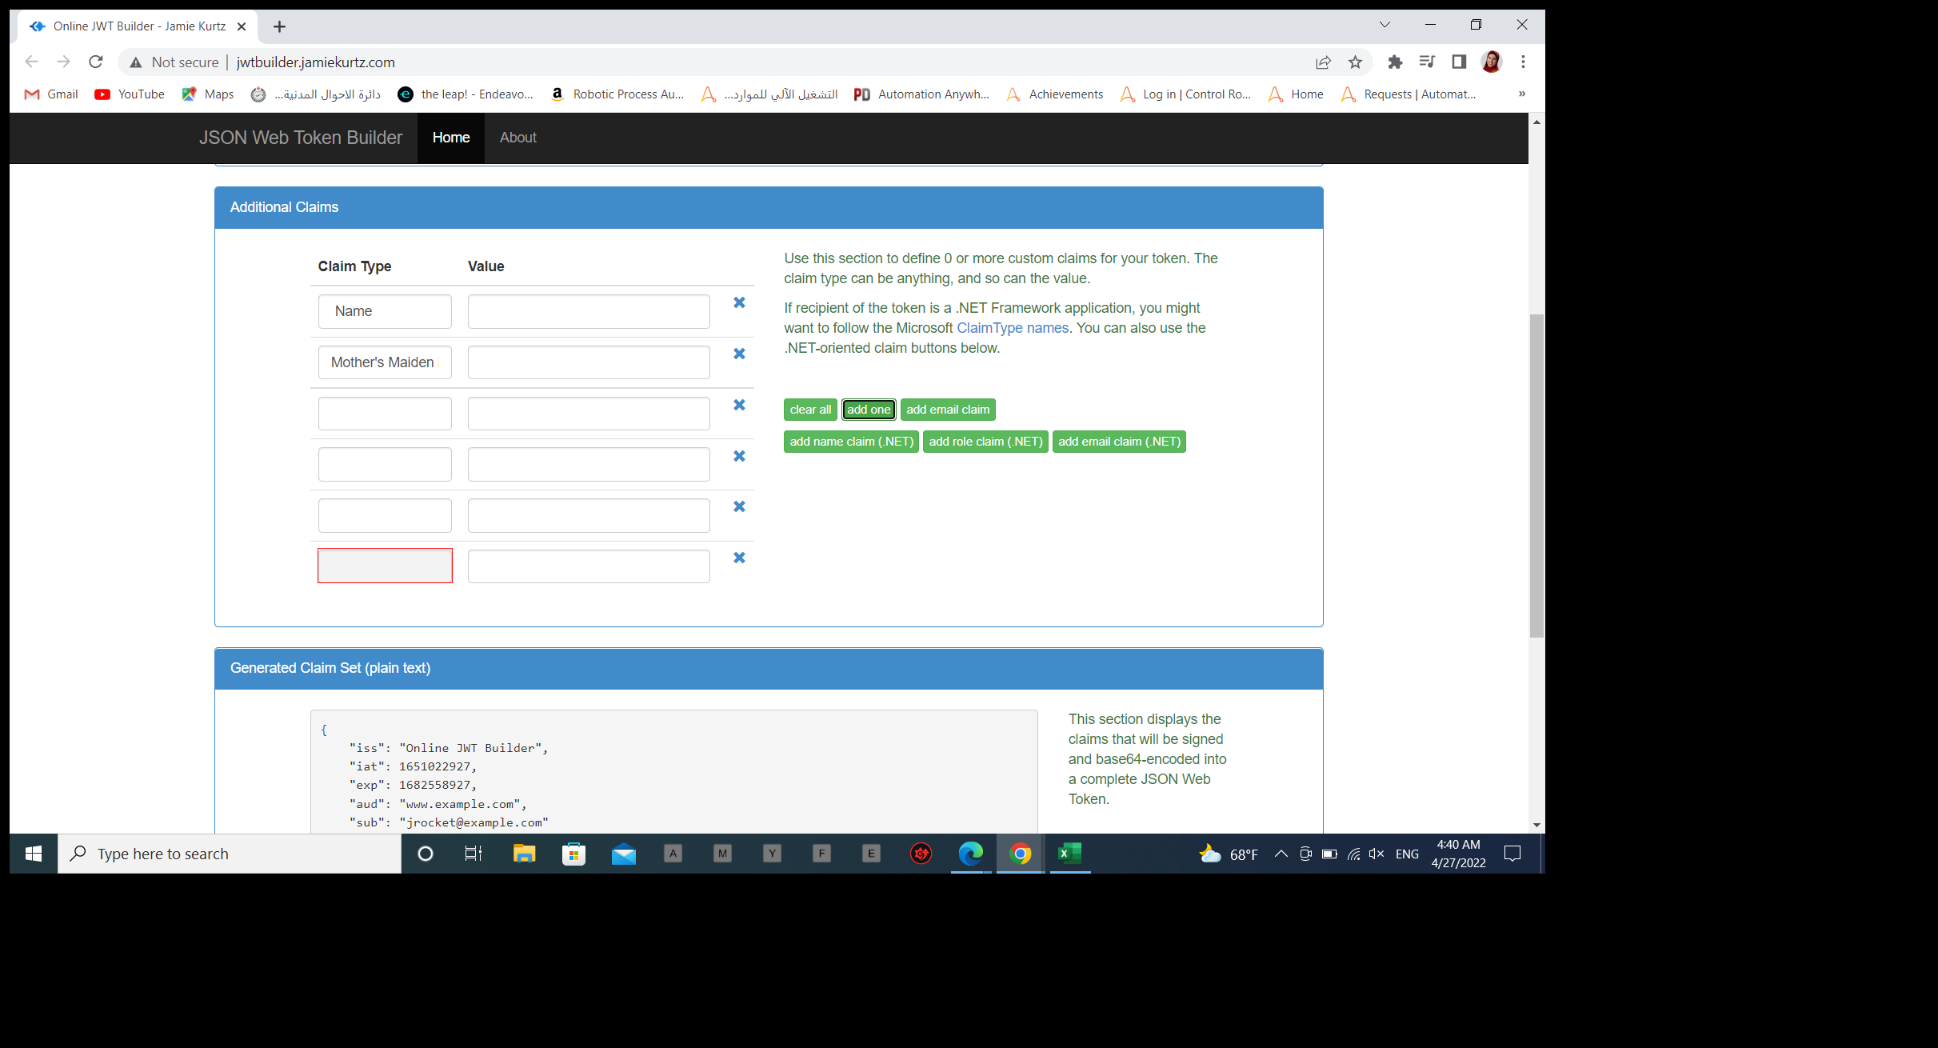 Online JWT Builder - Jamie Kurtz
Not secure | jwtbuilder.jamiekurtz.com
Gmail YouTube Maps دائرة الاحوال المدنية... the leap! - Endeavo... Robotic Process Au... التشغيل الآلي للموارد... PD Automation Anywh... Achievements Log in | Control Ro... Home Requests | Automat... »
JSON Web Token Builder Home About
Additional Claims
Claim Type Value
Name
Mother's Maiden
Use this section to define 0 or more custom claims for your token. The
claim type can be anything, and so can the value.
If recipient of the token is a .NET Framework application, you might
want to follow the Microsoft ClaimType names. You can also use the
.NET-oriented claim buttons below.
clear all add one add email claim
add name claim (.NET) add role claim (.NET) add email claim (.NET)
Generated Claim Set (plain text)
{
"iss": "Online JWT Builder",
"iat": 1651022927,
"exp": 1682558927,
"aud": "www.example.com",
"sub": "jrocket@example.com"
This section displays the
claims that will be signed
and base64-encoded into
a complete JSON Web
Token.
Type here to search
A M Y F E
68°F ENG
4:40 AM
4/27/2022